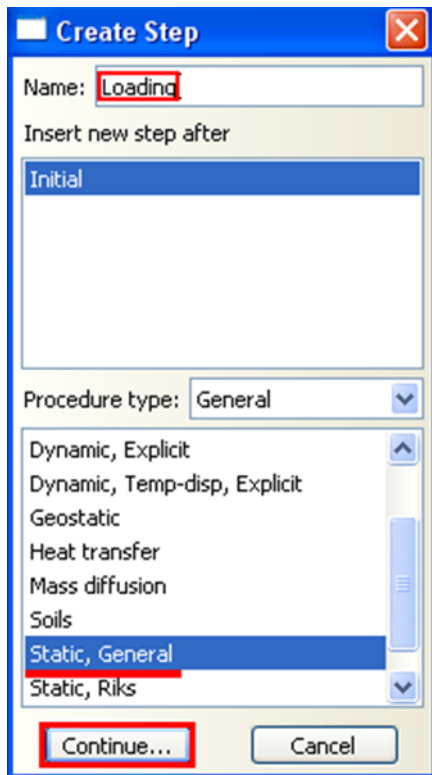 Create Step
Name: Loading
Insert new step after
Initial
Procedure type: General
Dynamic, Explicit
Dynamic, Temp-disp, Explicit
Geostatic
Heat transfer
Mass diffusion
Soils
Static, General
Static, Riks
Continue... Cancel